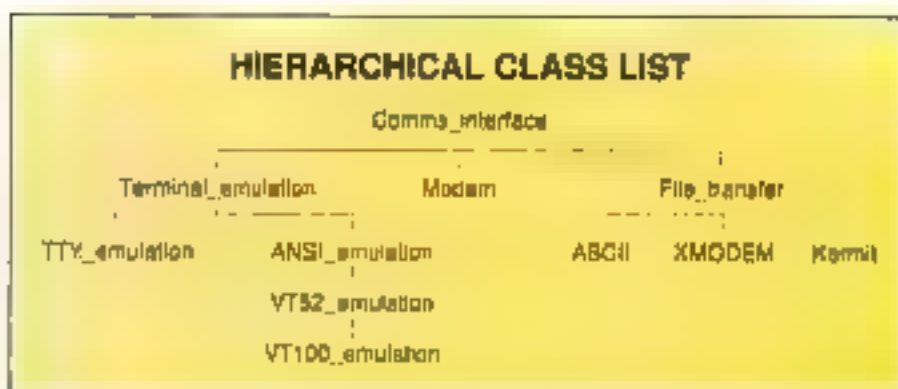 HIERARCHICAL CLASS LIST
Comms_interface
Terminal_emulation Modem File_transfer
TTY_emulation ANSI_emulation ASCII XMODEM Kermit
VT52_emulation
VT100_emulation